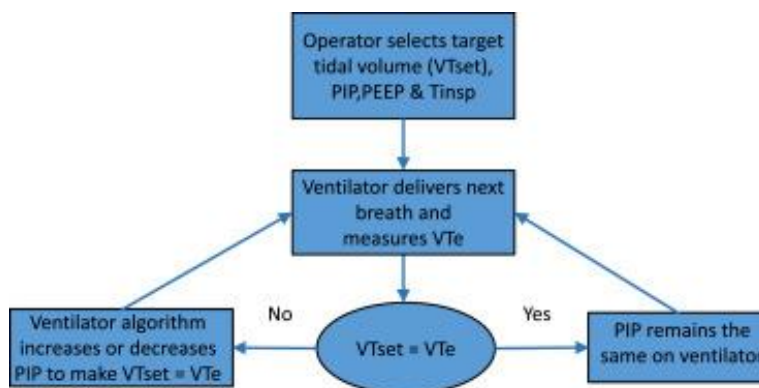 Operator selects target
tidal volume (VTset),
PIP,PEEP & Tinsp
Ventilator delivers next
breath and
measures VTe
No
Yes
Ventilator algorithm
increases or decreases
PIP to make VTset = VTe
VTset = VTe
PIP remains the
same on ventilator